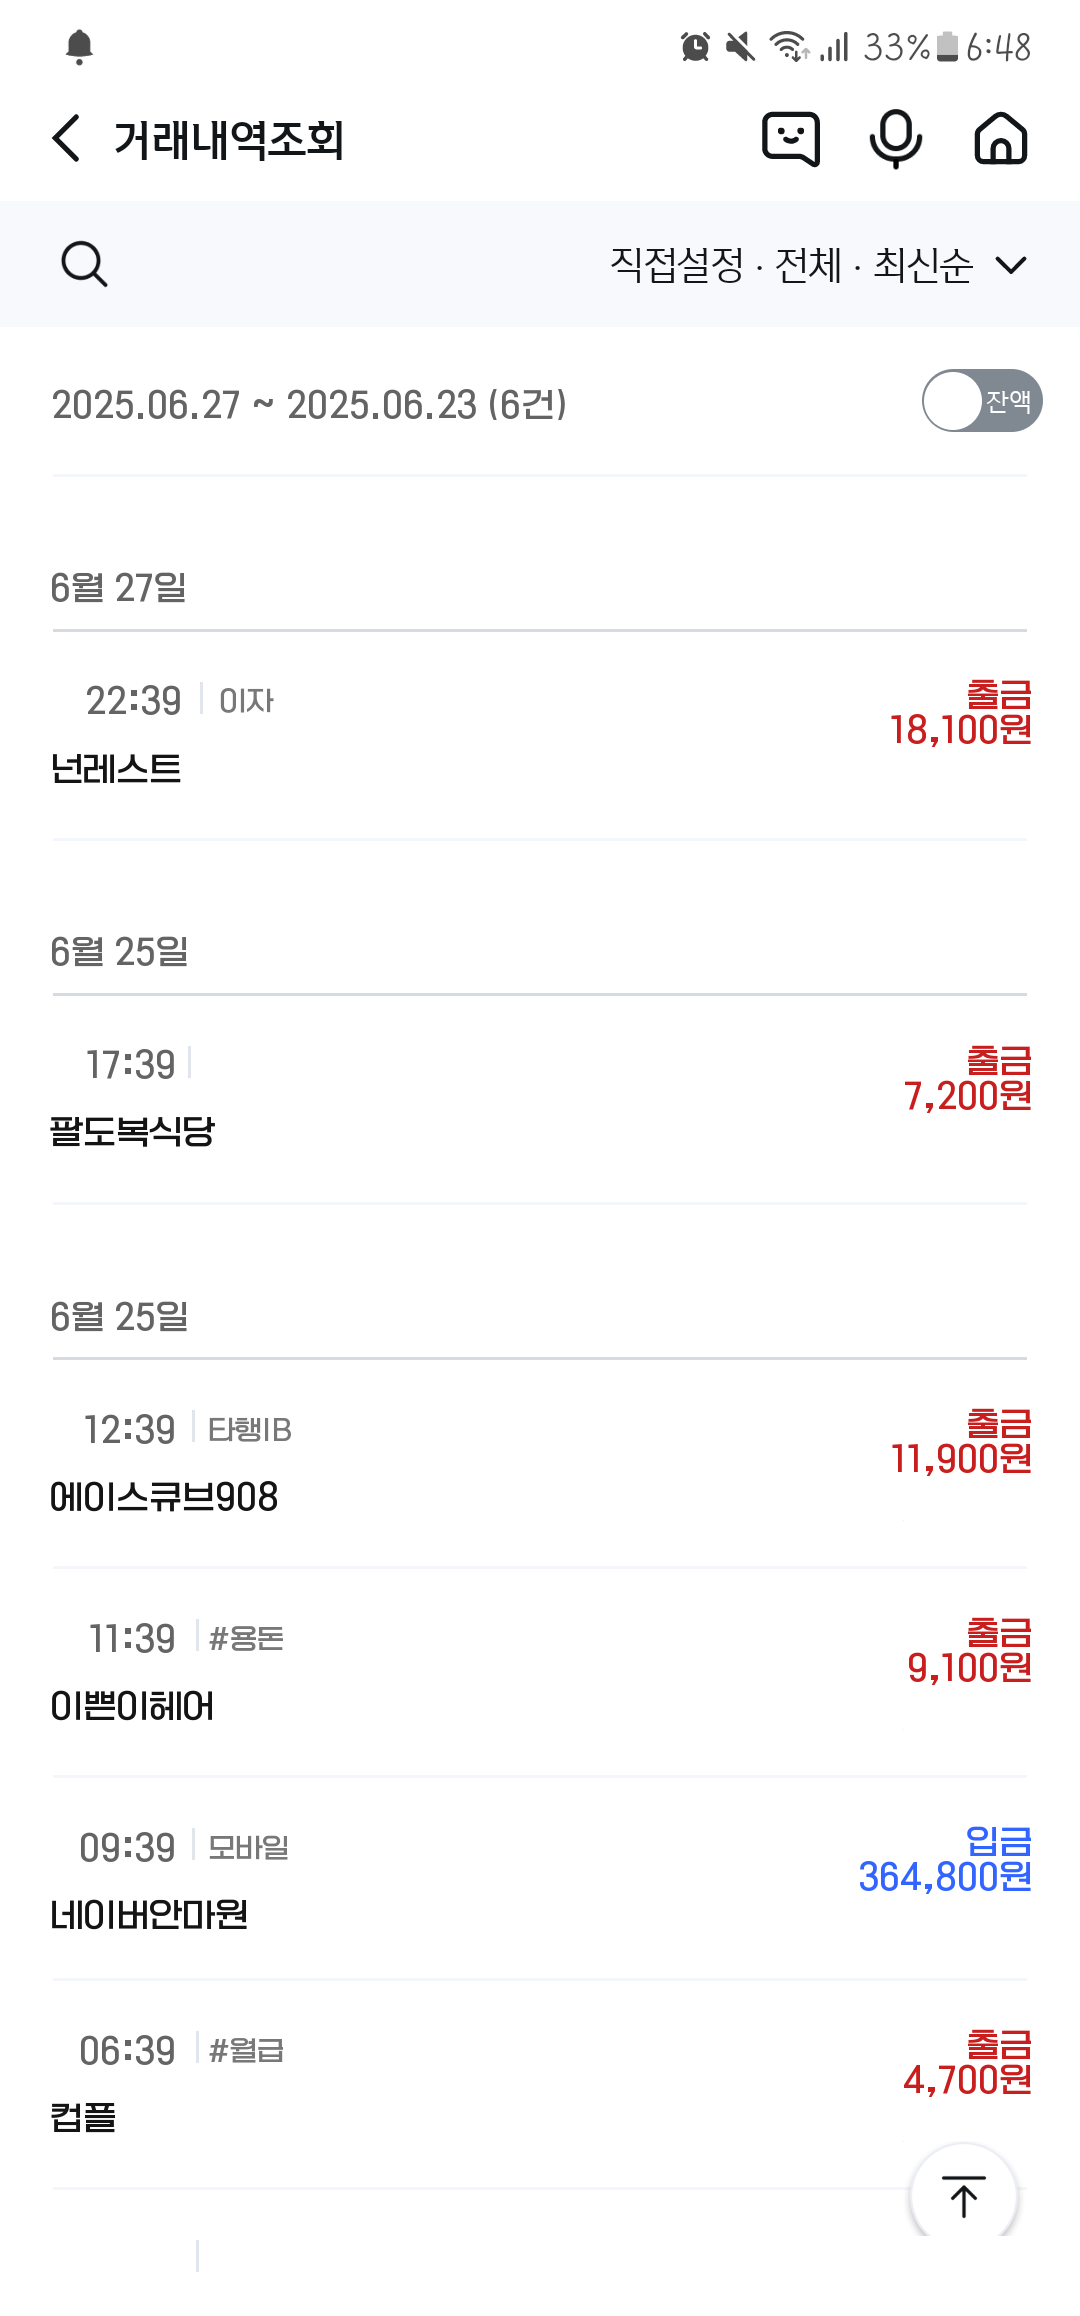 33% 6:48
거래내역조회
직접설정 · 전체 · 최신순
2025.06.27 ~ 2025.06.23 (6건)
잔액
6월 27일
22:39 이자
출금
18,100원
넌레스트
6월 25일
17:39
출금
7,200원
팔도복식당
6월 25일
12:39 타행IB
출금
11,900원
에이스큐브908
11:39 #용돈
출금
9,100원
이쁜이헤어
09:39 모바일
입금
364,800원
네이버안마원
06:39 #월급
출금
4,700원
컵플